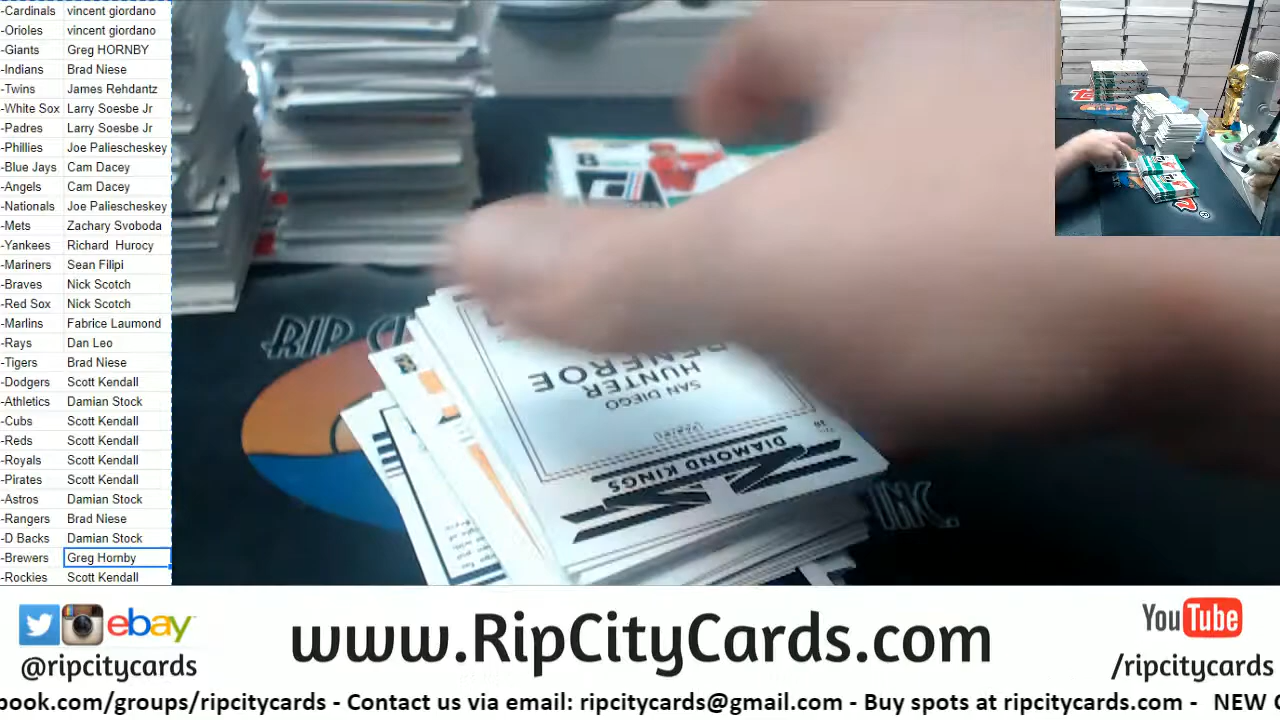 -Cardinals vincent giordano
-Orioles vincent giordano
-Giants Greg HORNBY
-Indians Brad Niese
-Twins James Rehdantz
-White Sox Larry Soesbe Jr
-Padres Larry Soesbe Jr
-Phillies Joe Paliescheskey
-Blue Jays Cam Dacey
-Angels Cam Dacey
-Nationals Joe Paliescheskey
-Mets Zachary Svoboda
-Yankees Richard Hurocy
-Mariners Sean Filipi
-Braves Nick Scotch
-Red Sox Nick Scotch
-Marlins Fabrice Laumond
-Rays Dan Leo
-Tigers Brad Niese
-Dodgers Scott Kendall
-Athletics Damian Stock
-Cubs Scott Kendall
-Reds Scott Kendall
-Royals Scott Kendall
-Pirates Scott Kendall
-Astros Damian Stock
-Rangers Brad Niese
-D Backs Damian Stock
-Brewers Greg Hornby
-Rockies Scott Kendall
8
RIP
INC.
DIAMOND KINGS
SAN DIEGO
HUNTER
RENFROE
ebay
@ripcitycards
www.RipCityCards.com
YouTube
/ripcitycards
book.com/groups/ripcitycards - Contact us via email: ripcitycards@gmail.com - Buy spots at ripcitycards.com - NEW